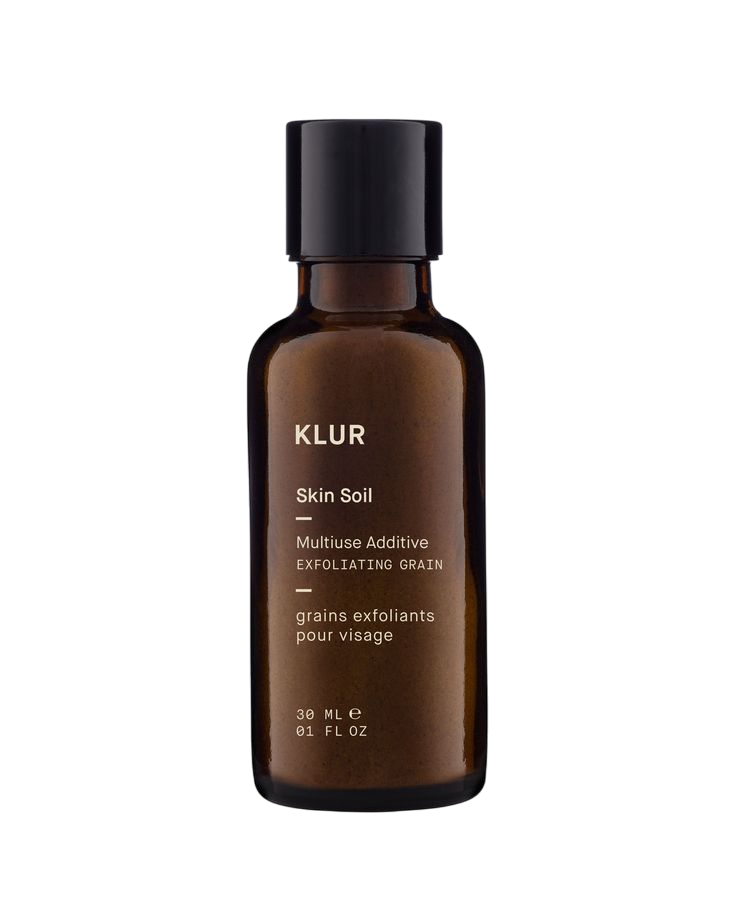 KLUR
Skin Soil
Multiuse Additive
EXFOLIATING GRAIN
grains exfoliants
pour visage
30 ML ℮
01 FL OZ